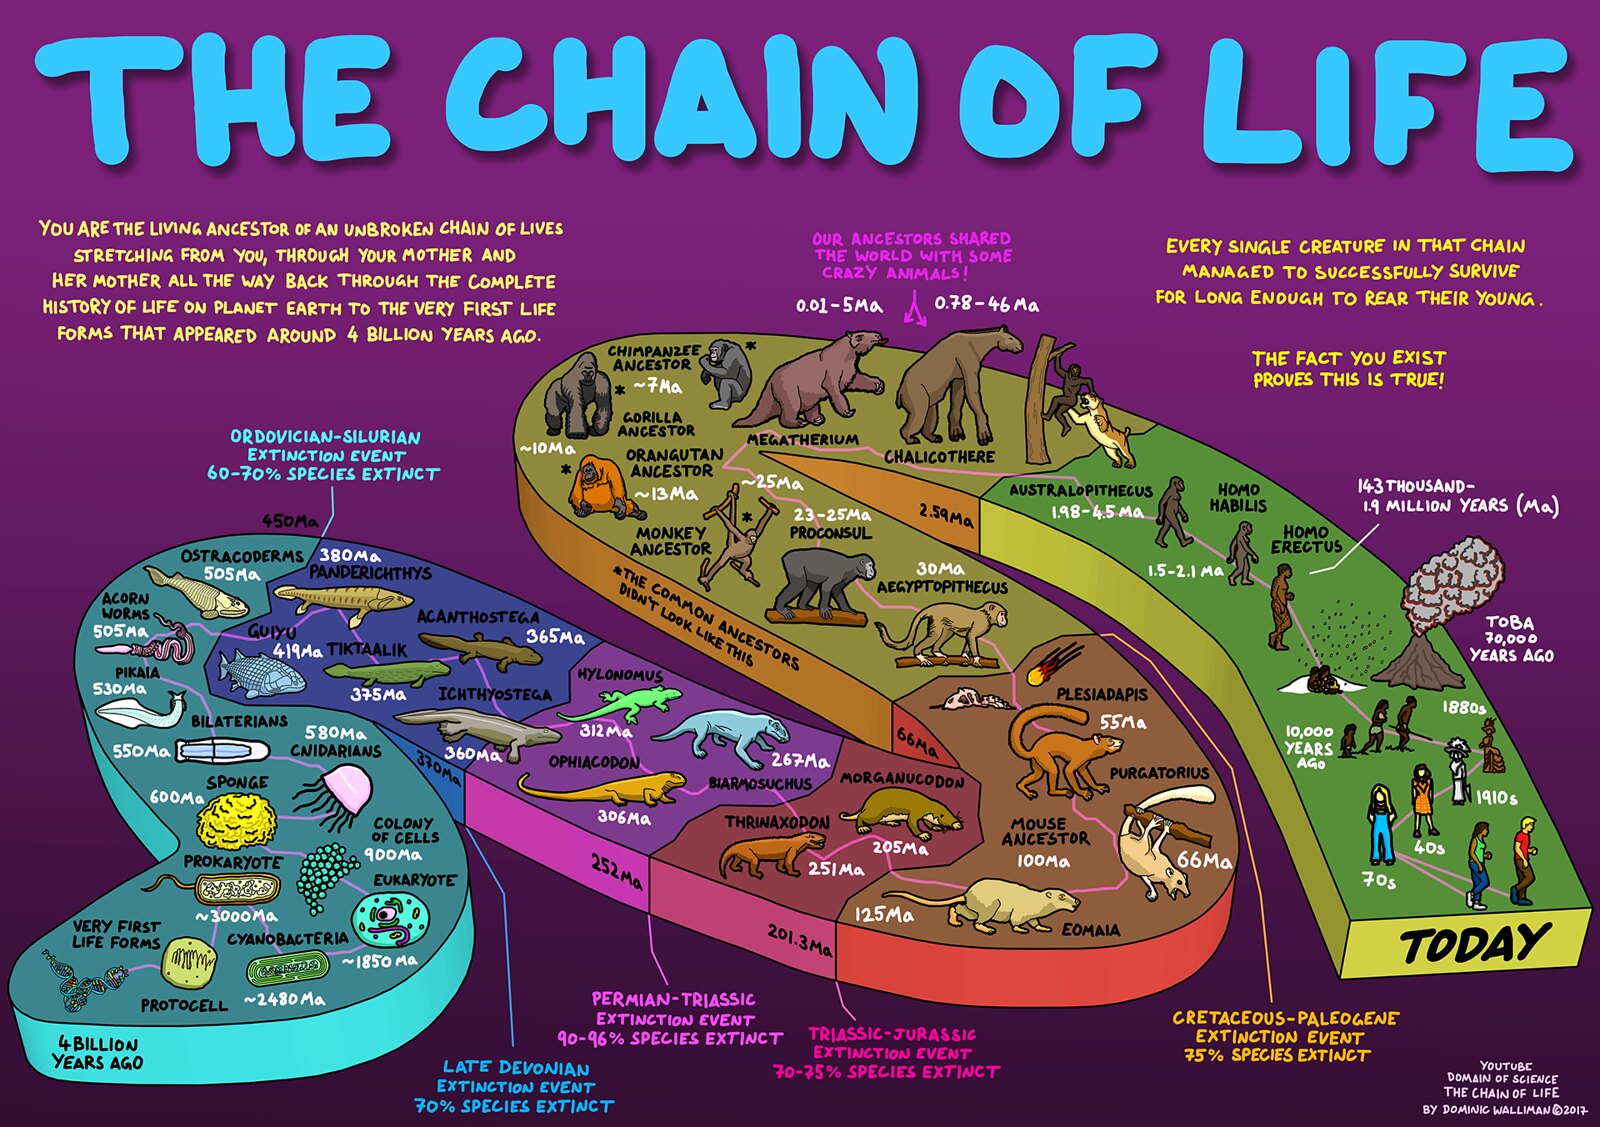 THE CHAIN OF LIFE
YOU ARE THE LIVING ANCESTOR OF AN UNBROKEN CHAIN OF LIVES
STRETCHING FROM YOU, THROUGH YOUR MOTHER AND
HER MOTHER ALL THE WAY BACK THROUGH THE COMPLETE
HISTORY OF LIFE ON PLANET EARTH TO THE VERY FIRST LIFE
FORMS THAT APPEARED AROUND 4 BILLION YEARS AGO.
OUR ANCESTORS SHARED
THE WORLD WITH SOME
CRAZY ANIMALS!
0.01-5Ma
0.78-46Ma
EVERY SINGLE CREATURE IN THAT CHAIN
MANAGED TO SUCCESSFULLY SURVIVE
FOR LONG ENOUGH TO REAR THEIR YOUNG.
THE FACT YOU EXIST
PROVES THIS IS TRUE!
CHIMPANZEE
ANCESTOR
*
~7Ma
*
GORILLA
ANCESTOR
~10Ma
MEGATHERIUM
CHALICOTHERE
ORANGUTAN
ANCESTOR
*
~13Ma
~25Ma
MONKEY
ANCESTOR
*
23-25Ma
PROCONSUL
30Ma
AEGYPTOPITHECUS
*THE COMMON ANCESTORS
DIDN'T LOOK LIKE THIS
2.59Ma
AUSTRALOPITHECUS
1.98-4.5Ma
HOMO
HABILIS
1.5-2.1Ma
HOMO
ERECTUS
143 THOUSAND-
1.9 MILLION YEARS (Ma)
TOBA
70,000
YEARS AGO
10,000
YEARS
AGO
1880s
1910s
40s
70s
TODAY
ORDOVICIAN-SILURIAN
EXTINCTION EVENT
60-70% SPECIES EXTINCT
450Ma
OSTRACODERMS
505Ma
380Ma
PANDERICHTHYS
ACORN
WORMS
505Ma
GUIYU
419Ma
TIKTAALIK
375Ma
ACANTHOSTEGA
365Ma
PIKAIA
530Ma
ICHTHYOSTEGA
360Ma
HYLONOMUS
312Ma
BILATERIANS
550Ma
580Ma
CNIDARIANS
370Ma
OPHIACODON
306Ma
267Ma
BIARMOSUCHUS
SPONGE
600Ma
COLONY
OF CELLS
900Ma
PROKARYOTE
~3000Ma
EUKARYOTE
~1850Ma
VERY FIRST
LIFE FORMS
PROTOCELL
CYANOBACTERIA
~2480Ma
4 BILLION
YEARS AGO
252Ma
MORGANUCODON
205Ma
THRINAXODON
251Ma
201.3Ma
66Ma
PLESIADAPIS
55Ma
PURGATORIUS
66Ma
MOUSE
ANCESTOR
100Ma
125Ma
EOMAIA
LATE DEVONIAN
EXTINCTION EVENT
70% SPECIES EXTINCT
PERMIAN-TRIASSIC
EXTINCTION EVENT
90-96% SPECIES EXTINCT
TRIASSIC-JURASSIC
EXTINCTION EVENT
70-75% SPECIES EXTINCT
CRETACEOUS-PALEOGENE
EXTINCTION EVENT
75% SPECIES EXTINCT
YOUTUBE
DOMAIN OF SCIENCE
THE CHAIN OF LIFE
BY DOMINIC WALLIMAN © 2017